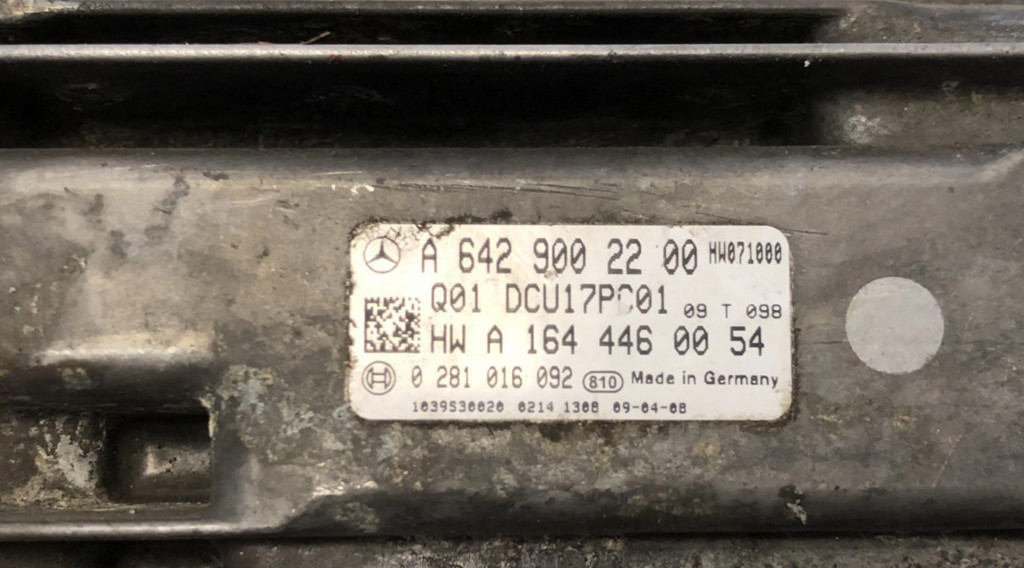 A 642 900 22 00 HW071000
Q01 DCU17PC01 09 T 098
HW A 164 446 00 54
0 281 016 092 810 Made in Germany
1039S30020 0214 1308 09-04-08